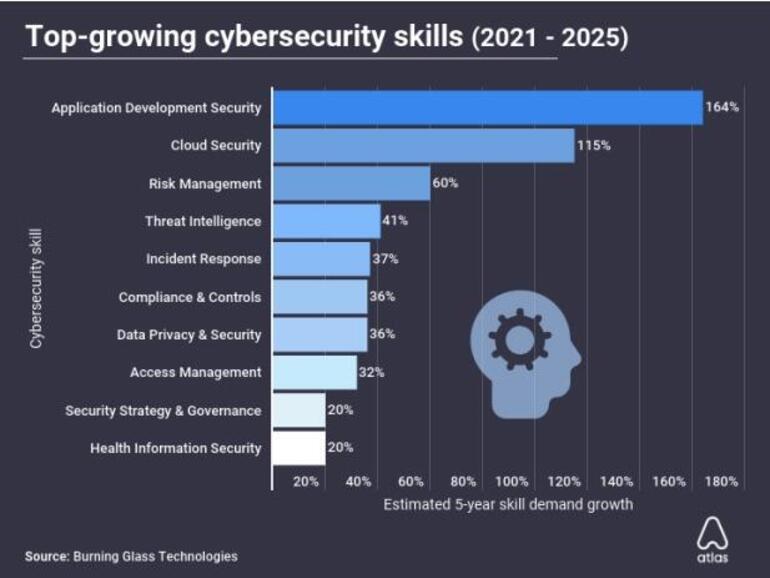 Top-growing cybersecurity skills (2021 - 2025)
Application Development Security 164%
Cloud Security 115%
Risk Management 60%
Threat Intelligence 41%
Incident Response 37%
Compliance & Controls 36%
Data Privacy & Security 36%
Access Management 32%
Security Strategy & Governance 20%
Health Information Security 20%
Cybersecurity skill
20% 40% 60% 80% 100% 120% 140% 160% 180%
Estimated 5-year skill demand growth
Source: Burning Glass Technologies
atlas